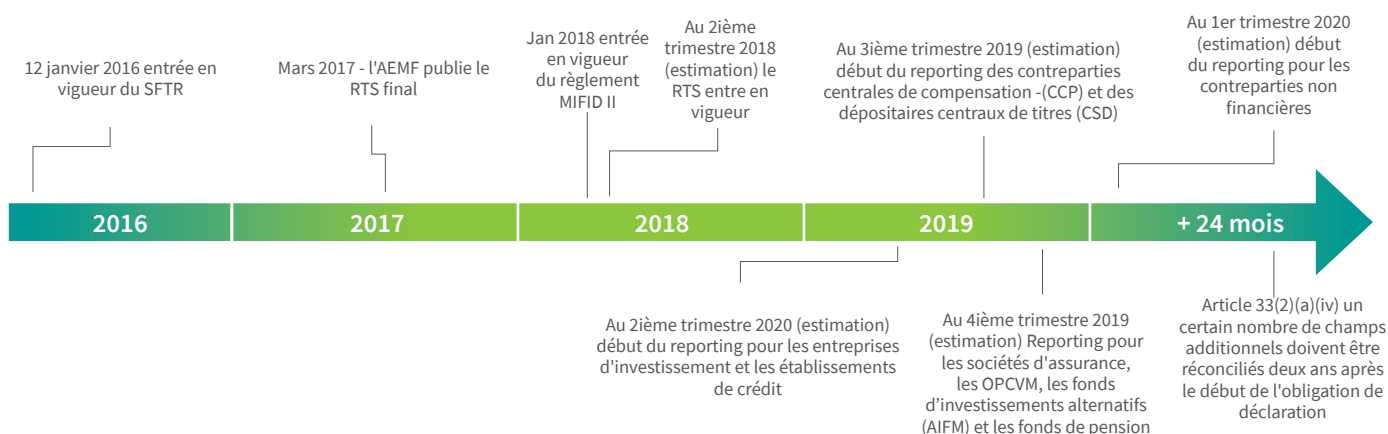 12 janvier 2016 entrée en
vigueur du SFTR
Mars 2017 - l'AEMF publie le
RTS final
Jan 2018 entrée
en vigueur
du règlement
MIFID II
Au 2ième
trimestre 2018
(estimation) le
RTS entre en
vigueur
Au 3ième trimestre 2019 (estimation)
début du reporting des contreparties
centrales de compensation -(CCP) et des
dépositaires centraux de titres (CSD)
Au 1er trimestre 2020
(estimation) début
du reporting pour les
contreparties non
financières
2016
2017
2018
2019
+ 24 mois
Au 2ième trimestre 2020 (estimation)
début du reporting pour les entreprises
d'investissement et les établissements
de crédit
Au 4ième trimestre 2019
(estimation) Reporting pour
les sociétés d'assurance,
les OPCVM, les fonds
d’investissements alternatifs
(AIFM) et les fonds de pension
Article 33(2)(a)(iv) un
certain nombre de champs
additionnels doivent être
réconciliés deux ans après
le début de l'obligation de
déclaration